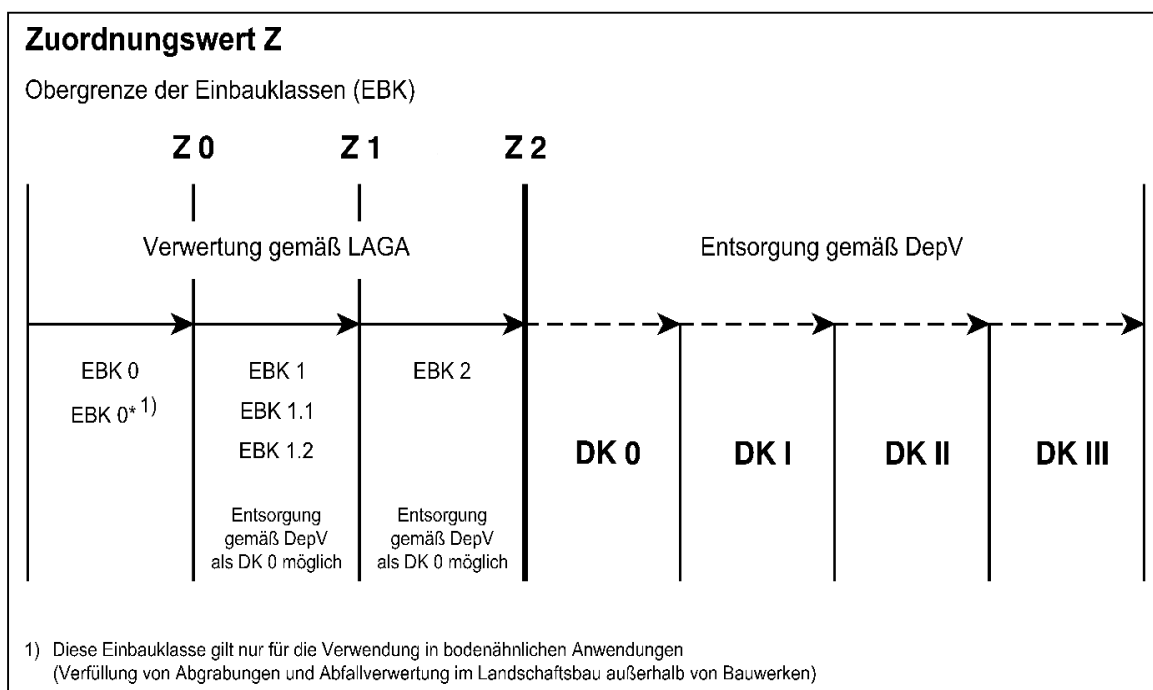 Zuordnungswert Z
Obergrenze der Einbauklassen (EBK)
Z 0 Z 1 Z 2
Verwertung gemäß LAGA
Entsorgung gemäß DepV
EBK 0
EBK 0* 1)
EBK 1
EBK 1.1
EBK 1.2
Entsorgung
gemäß DepV
als DK 0 möglich
EBK 2
Entsorgung
gemäß DepV
als DK 0 möglich
DK 0
DK I
DK II
DK III
1) Diese Einbauklasse gilt nur für die Verwendung in bodenähnlichen Anwendungen
(Verfüllung von Abgrabungen und Abfallverwertung im Landschaftsbau außerhalb von Bauwerken)